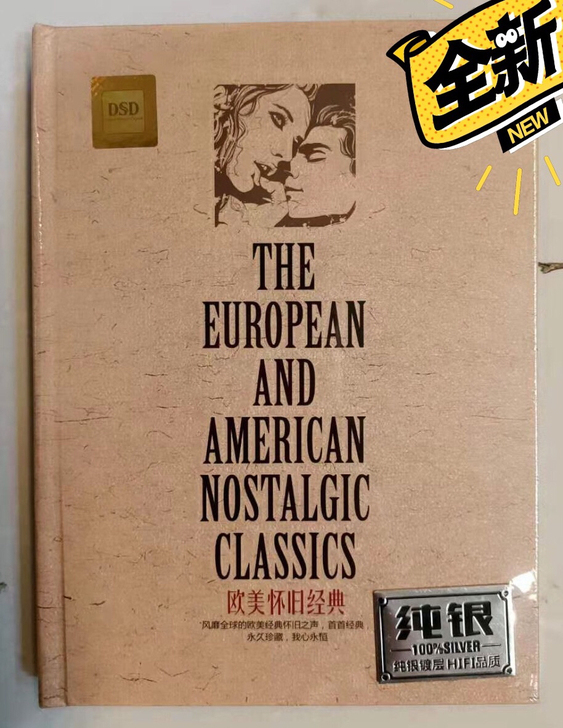 全新
NEW
DSD
THE
EUROPEAN
AND
AMERICAN
NOSTALGIC
CLASSICS
欧美怀旧经典
风靡全球的欧美经典怀旧之声，首首经典，
永久珍藏，我心永恒
纯银
100%SILVER
纯银镀层HIFI品质